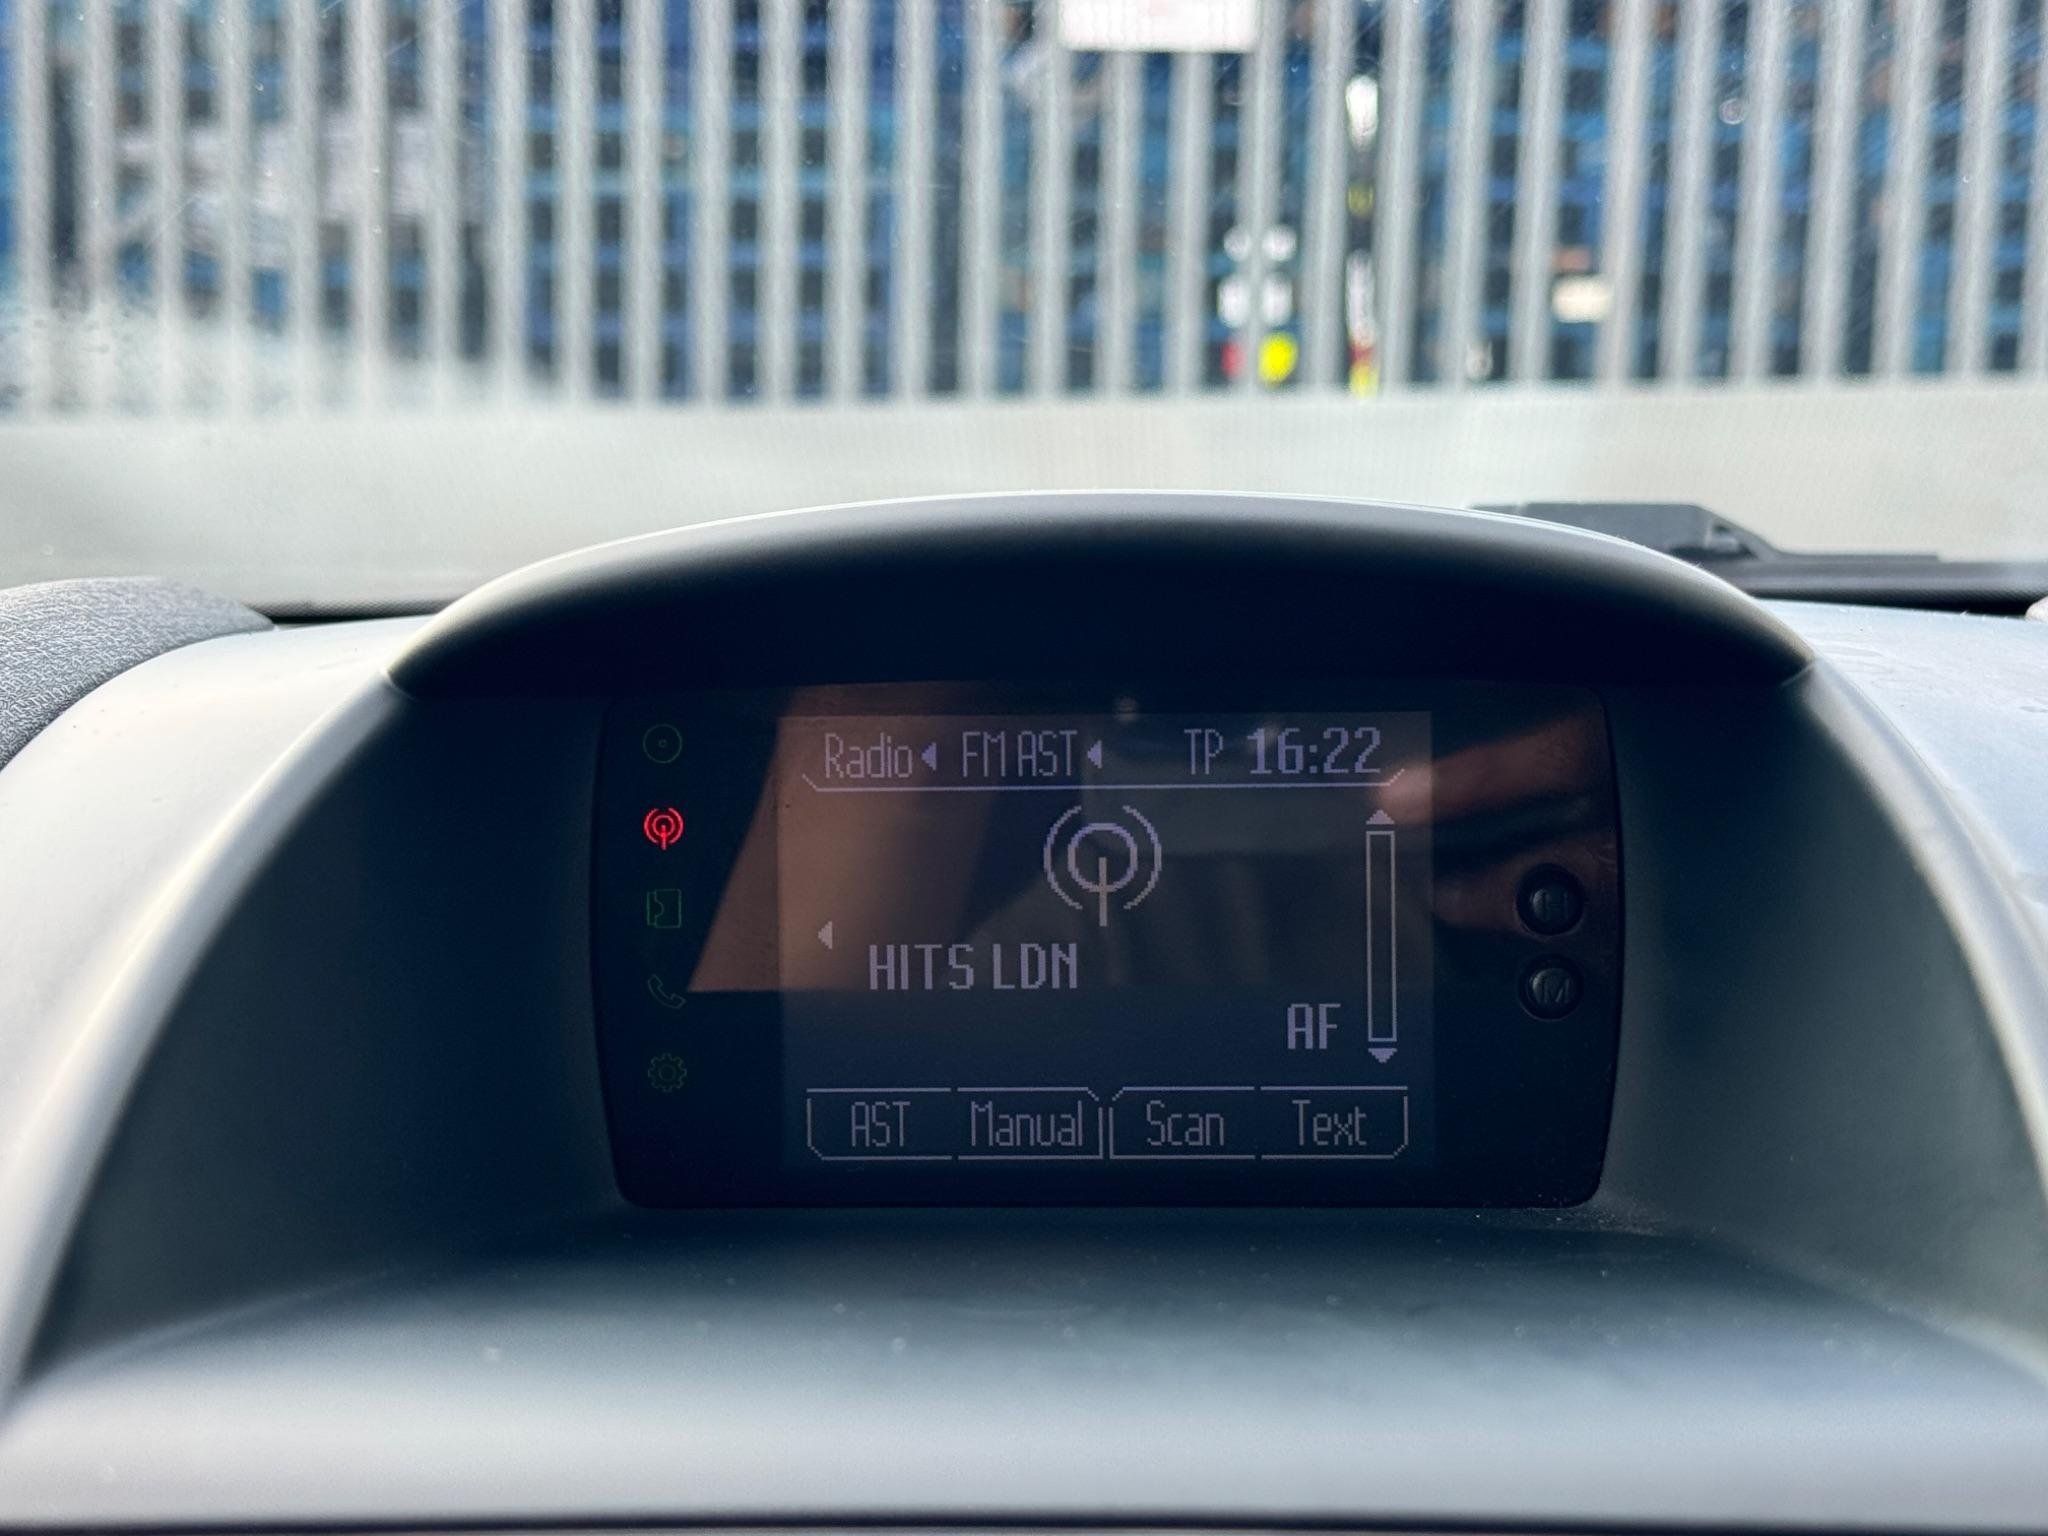 Radio FM AST TP 16:22
HITS LDN
AF
AST Manual Scan Text
H
M